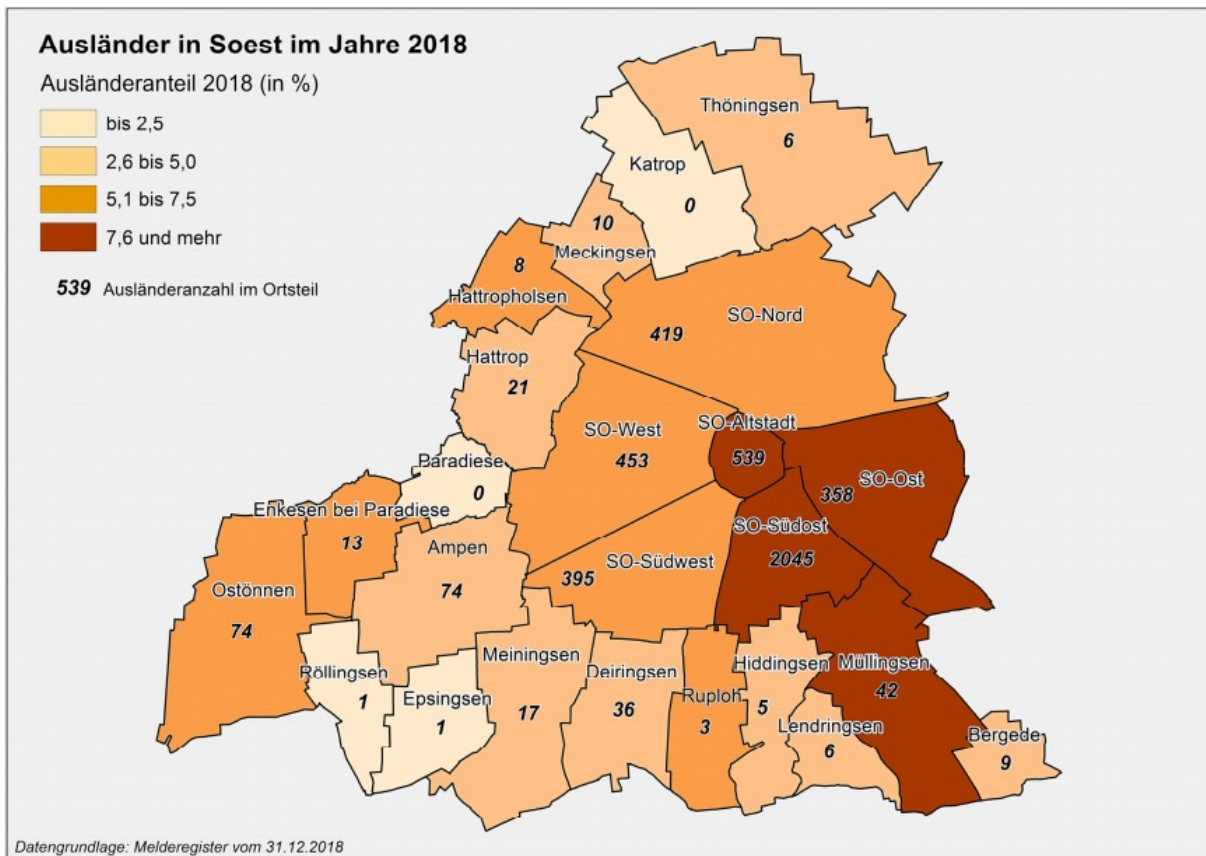 Ausländer in Soest im Jahre 2018
Ausländeranteil 2018 (in %)
bis 2,5
2,6 bis 5,0
5,1 bis 7,5
7,6 und mehr
539 Ausländeranzahl im Ortsteil
Thöningsen
6
Katrop
0
10
Meckingsen
8
Hattropholsen
SO-Nord
419
Hattrop
21
SO-West
453
SO-Altstadt
539
SO-Ost
358
Paradiese
0
Enkesen bei Paradiese
13
SO-Südost
2045
Ampen
74
SO-Südwest
395
Ostönnen
74
Röllingsen
1
Epsingsen
1
Meiningsen
17
Deiringsen
36
Ruploh
3
Hiddingsen
5
Müllingsen
42
Lendringsen
6
Bergede
9
Datengrundlage: Melderegister vom 31.12.2018